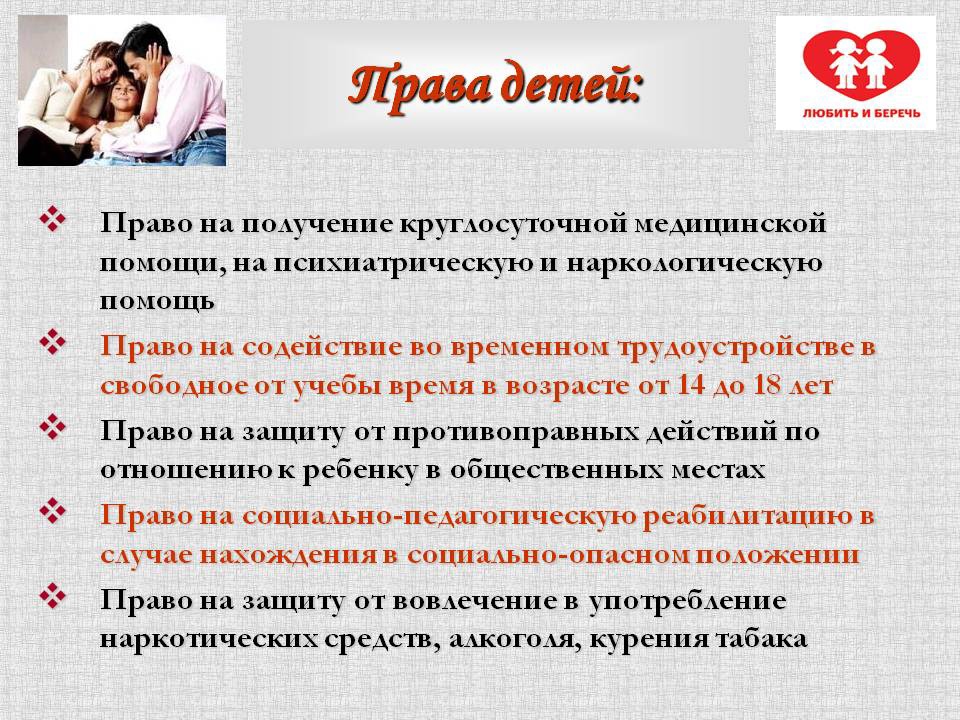 Права детей:
ЛЮБИТЬ И БЕРЕЧЬ
Право на получение круглосуточной медицинской
помощи, на психиатрическую и наркологическую
помощь
Право на содействие во временном трудоустройстве в
свободное от учебы время в возрасте от 14 до 18 лет
Право на защиту от противоправных действий по
отношению к ребенку в общественных местах
Право на социально-педагогическую реабилитацию в
случае нахождения в социально-опасном положении
Право на защиту от вовлечение в употребление
наркотических средств, алкоголя, курения табака